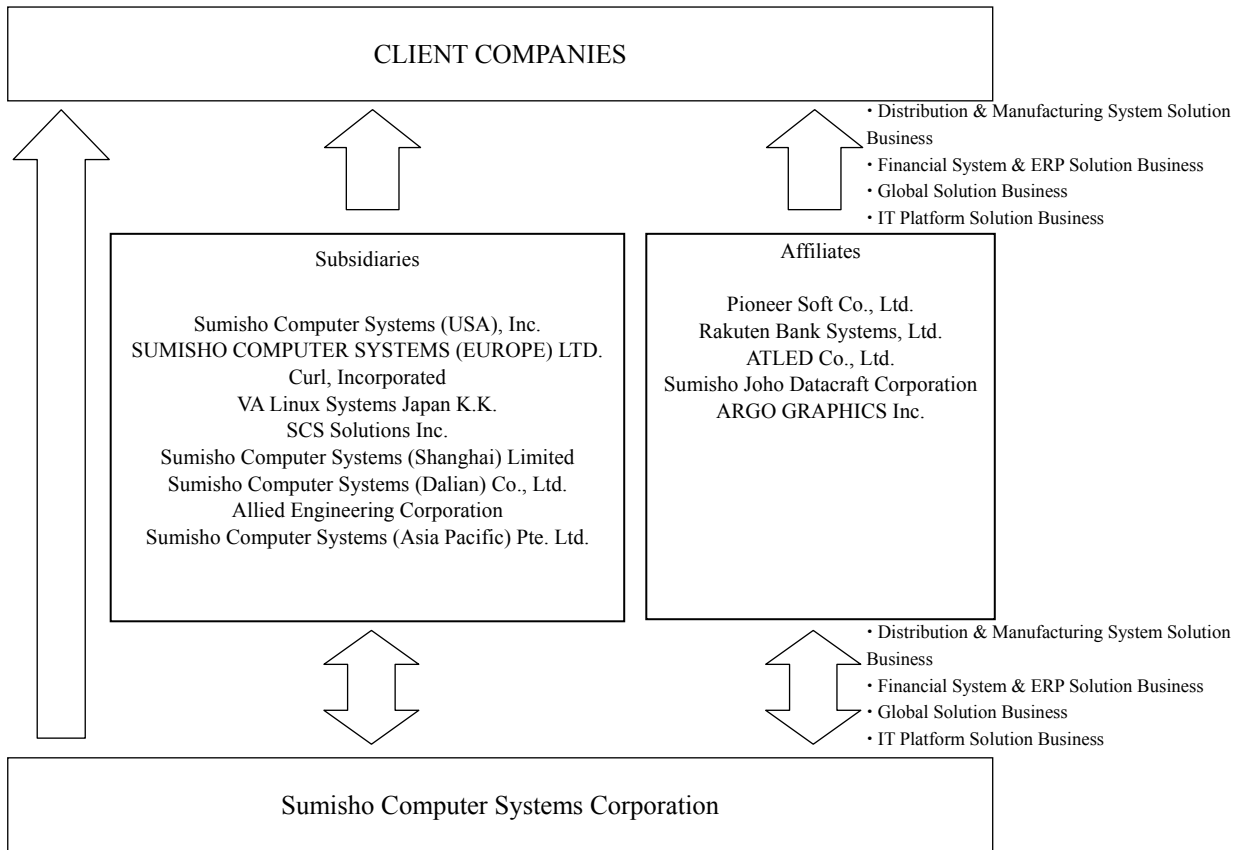 CLIENT COMPANIES
・Distribution & Manufacturing System Solution
Business
・Financial System & ERP Solution Business
・Global Solution Business
・IT Platform Solution Business
Subsidiaries
Sumisho Computer Systems (USA), Inc.
SUMISHO COMPUTER SYSTEMS (EUROPE) LTD.
Curl, Incorporated
VA Linux Systems Japan K.K.
SCS Solutions Inc.
Sumisho Computer Systems (Shanghai) Limited
Sumisho Computer Systems (Dalian) Co., Ltd.
Allied Engineering Corporation
Sumisho Computer Systems (Asia Pacific) Pte. Ltd.
Affiliates
Pioneer Soft Co., Ltd.
Rakuten Bank Systems, Ltd.
ATLED Co., Ltd.
Sumisho Joho Datacraft Corporation
ARGO GRAPHICS Inc.
・Distribution & Manufacturing System Solution
Business
・Financial System & ERP Solution Business
・Global Solution Business
・IT Platform Solution Business
Sumisho Computer Systems Corporation